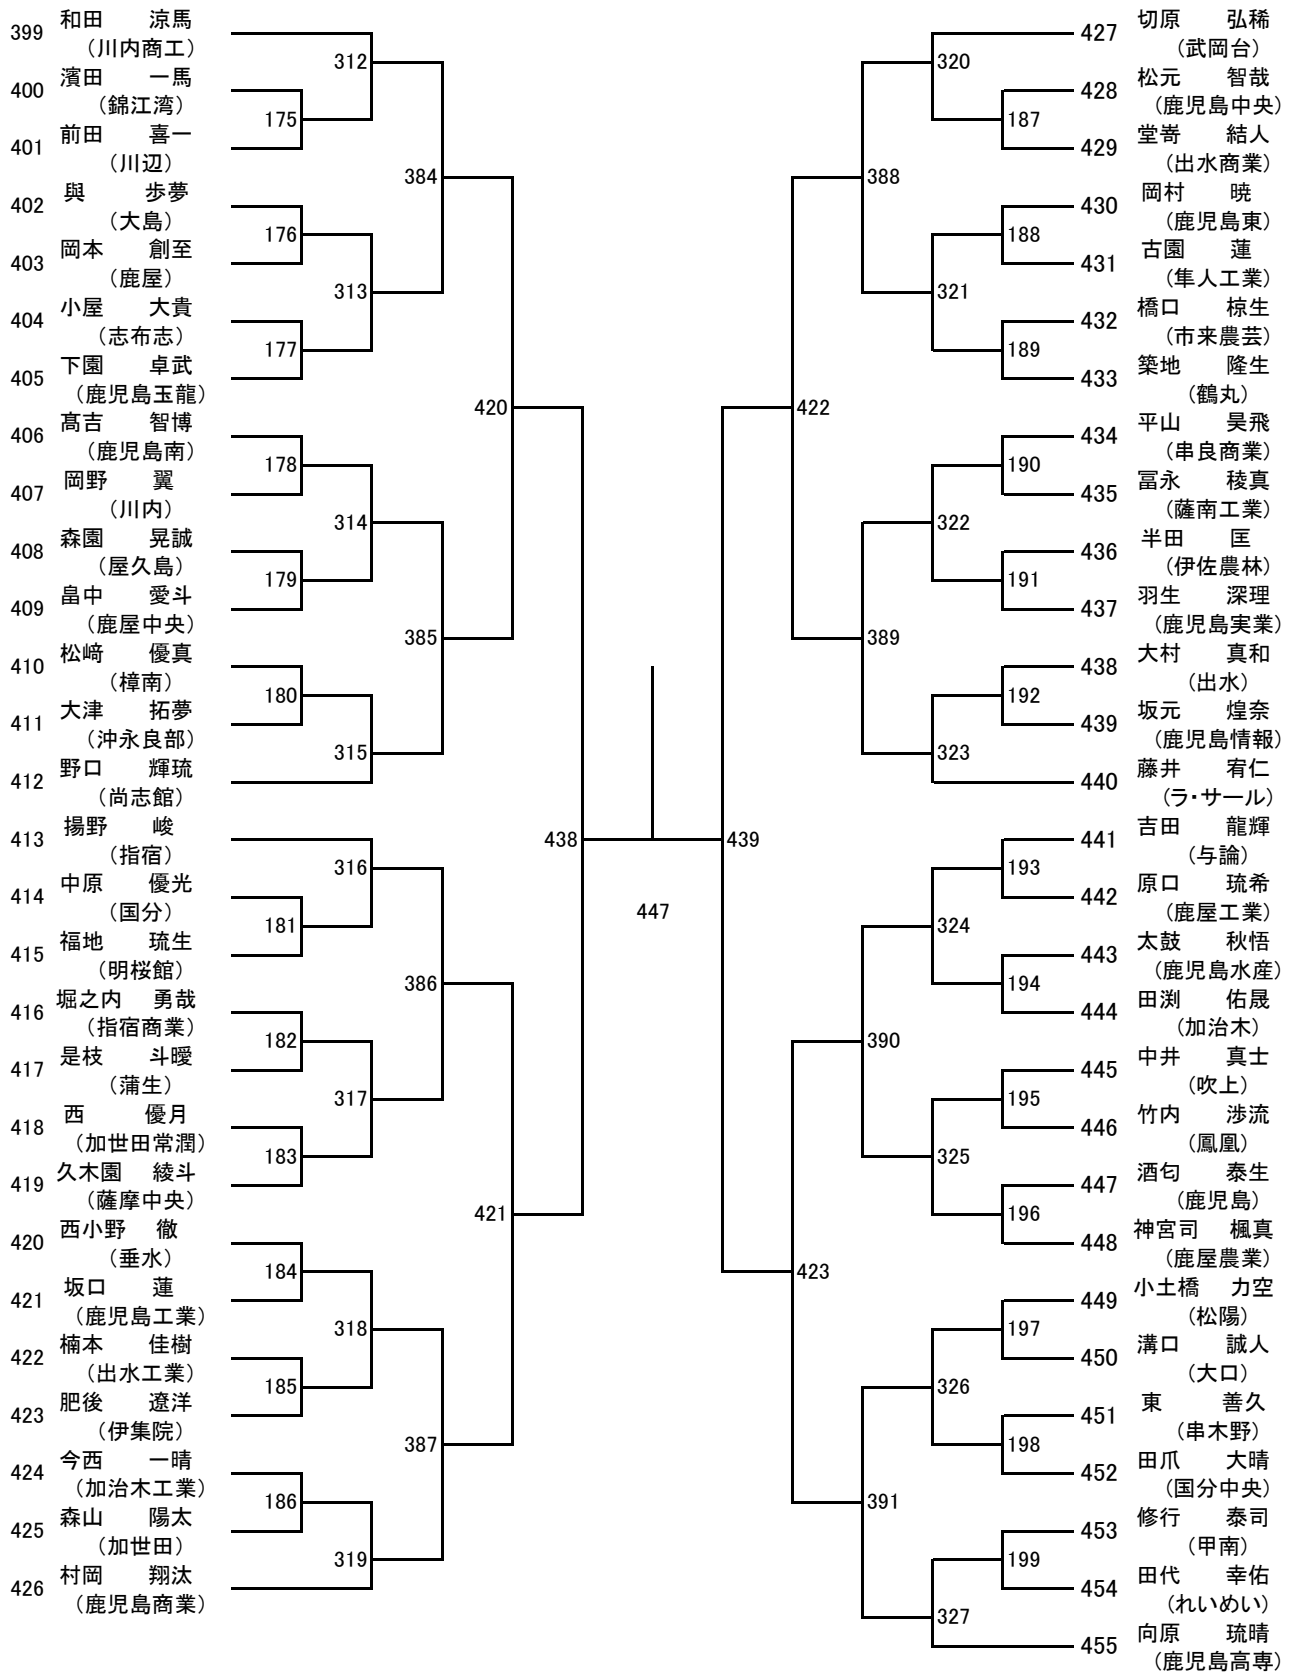 399 和田 涼馬
（川内商工）
400 濱田 一馬
（錦江湾）
401 前田 喜一
（川辺）
402 與 歩夢
（大島）
403 岡本 創至
（鹿屋）
404 小屋 大貴
（志布志）
405 下園 卓武
（鹿児島玉龍）
406 髙吉 智博
（鹿児島南）
407 岡野 翼
（川内）
408 森園 晃誠
（屋久島）
409 畠中 愛斗
（鹿屋中央）
410 松﨑 優真
（樟南）
411 大津 拓夢
（沖永良部）
412 野口 輝琉
（尚志館）
413 揚野 峻
（指宿）
414 中原 優光
（国分）
415 福地 琉生
（明桜館）
416 堀之内 勇哉
（指宿商業）
417 是枝 斗曖
（蒲生）
418 西 優月
（加世田常潤）
419 久木園 綾斗
（薩摩中央）
420 西小野 徹
（垂水）
421 坂口 蓮
（鹿児島工業）
422 楠本 佳樹
（出水工業）
423 肥後 遼洋
（伊集院）
424 今西 一晴
（加治木工業）
425 森山 陽太
（加世田）
426 村岡 翔汰
（鹿児島商業）
312
175
384
176
313
177
420
178
314
179
385
180
315
438
316
181
386
182
317
183
421
184
318
185
387
186
319
447
439
320
187
388
188
321
189
422
190
322
191
389
192
323
193
324
194
390
195
325
196
423
197
326
198
391
199
327
427 切原 弘稀
（武岡台）
428 松元 智哉
（鹿児島中央）
429 堂嵜 結人
（出水商業）
430 岡村 暁
（鹿児島東）
431 古園 蓮
（隼人工業）
432 橋口 椋生
（市来農芸）
433 築地 隆生
（鶴丸）
434 平山 昊飛
（串良商業）
435 冨永 稜真
（薩南工業）
436 半田 匡
（伊佐農林）
437 羽生 深理
（鹿児島実業）
438 大村 真和
（出水）
439 坂元 煌奈
（鹿児島情報）
440 藤井 宥仁
（ラ・サール）
441 吉田 龍輝
（与論）
442 原口 琉希
（鹿屋工業）
443 太鼓 秋悟
（鹿児島水産）
444 田渕 佑晟
（加治木）
445 中井 真士
（吹上）
446 竹内 渉流
（鳳凰）
447 酒匂 泰生
（鹿児島）
448 神宮司 楓真
（鹿屋農業）
449 小土橋 力空
（松陽）
450 溝口 誠人
（大口）
451 東 善久
（串木野）
452 田爪 大晴
（国分中央）
453 修行 泰司
（甲南）
454 田代 幸佑
（れいめい）
455 向原 琉晴
（鹿児島高専）